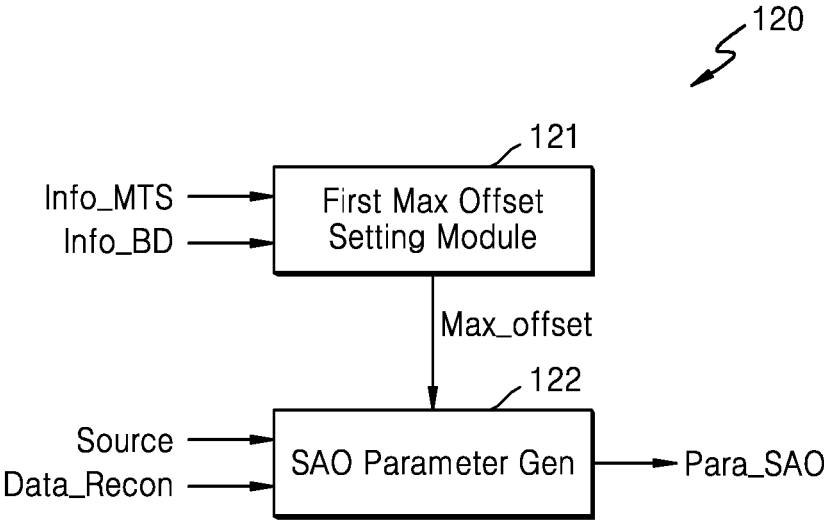 120
121
Info_MTS
Info_BD
First Max Offset
Setting Module
Max_offset
122
Source
Data_Recon
SAO Parameter Gen
Para_SAO